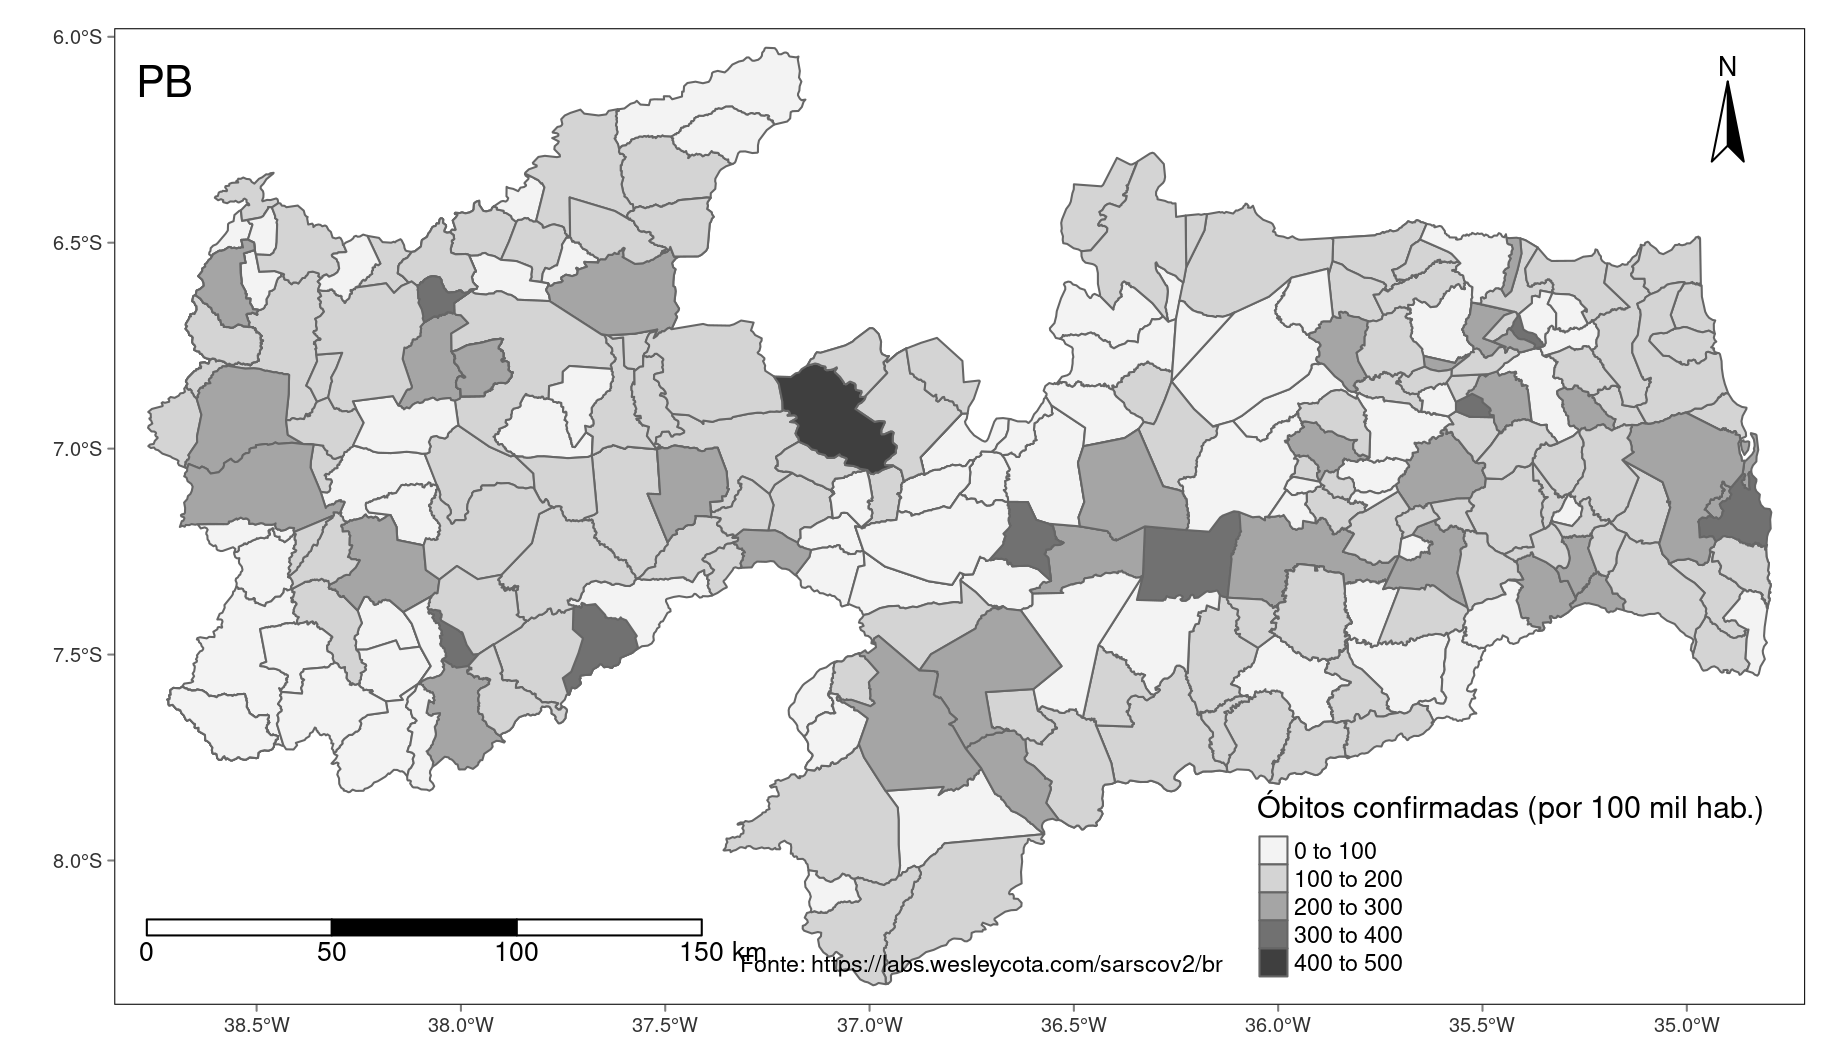 6.0°S
PB
N
6.5°S
7.0°S
7.5°S
8.0°S
Óbitos confirmadas (por 100 mil hab.)
0 to 100
100 to 200
200 to 300
300 to 400
400 to 500
0 50 100 150 km
Fonte: https://labs.wesleycota.com/sarscov2/br
38.5°W 38.0°W 37.5°W 37.0°W 36.5°W 36.0°W 35.5°W 35.0°W